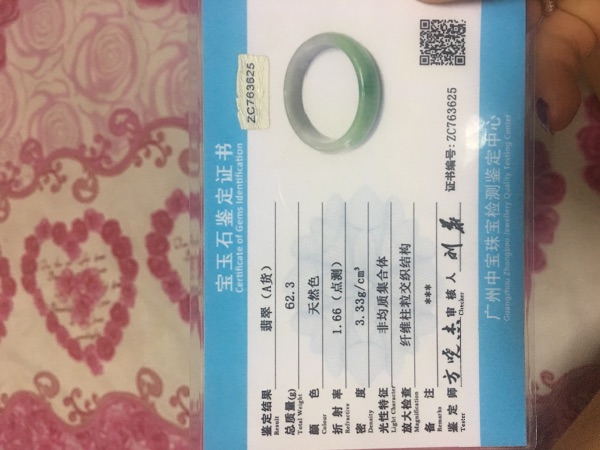 宝玉石鉴定证书
Certificate of Gems Identification
ZC763625
鉴定结果 翡翠（A货）
Result
总质量(g) 62.3
Total Weight
颜 色 天然色
Colour
折 射 率 1.66（点测）
Refractive
密 度 3.33g/cm³
Density
光性特征 非均质集合体
Light Character
放大检查 纤维柱粒交织结构
Magnification
备 注 ***
Remarks
鉴定师 审核人
Tester Checker
证书编号: ZC763625
广州中宝珠宝检测鉴定中心
Guangzhou Zhongbao Jewellery Quality Testing Center